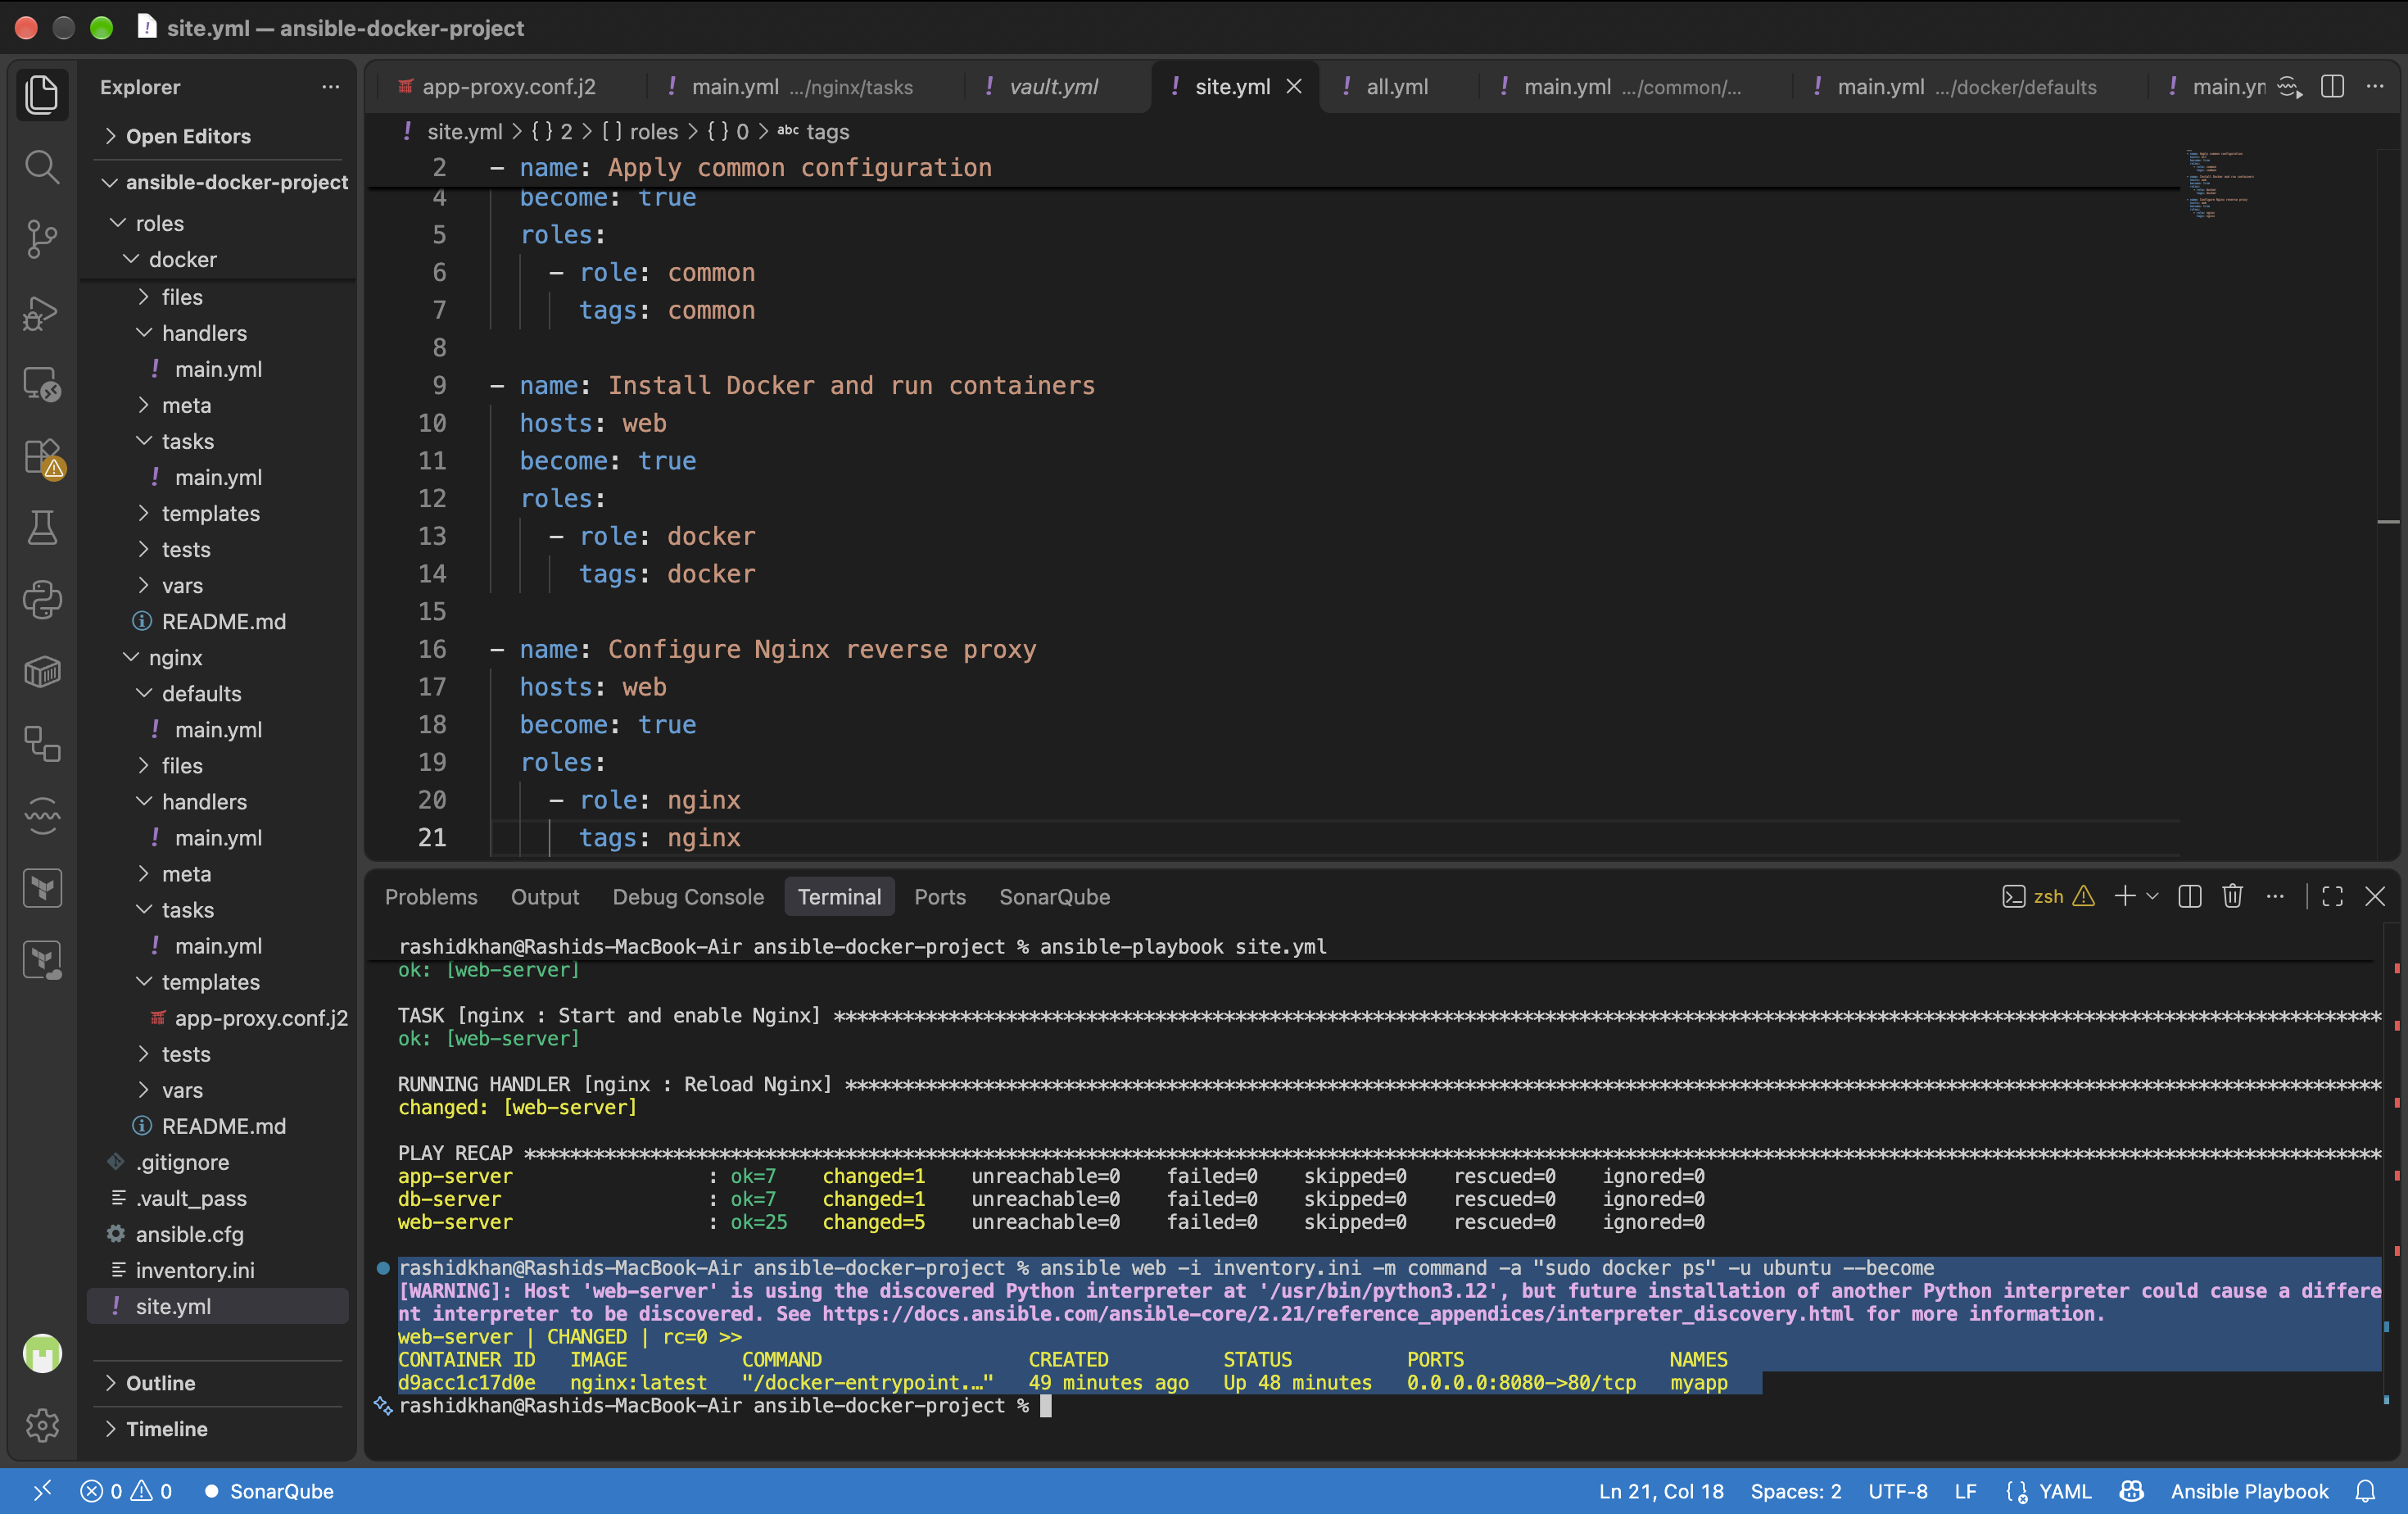 site.yml — ansible-docker-project
Explorer
Open Editors
ansible-docker-project
roles
docker
files
handlers
main.yml
meta
tasks
main.yml
templates
tests
vars
README.md
nginx
defaults
main.yml
files
handlers
main.yml
meta
tasks
main.yml
templates
app-proxy.conf.j2
tests
vars
README.md
.gitignore
.vault_pass
ansible.cfg
inventory.ini
site.yml
Outline
Timeline
app-proxy.conf.j2
main.yml .../nginx/tasks
vault.yml
site.yml
all.yml
main.yml .../common/...
main.yml .../docker/defaults
main.yr
site.yml > { } 2 > [ ] roles > { } 0 > abc tags
2 - name: Apply common configuration
4 become: true
5 roles:
6 - role: common
7 tags: common
8
9 - name: Install Docker and run containers
10 hosts: web
11 become: true
12 roles:
13 - role: docker
14 tags: docker
15
16 - name: Configure Nginx reverse proxy
17 hosts: web
18 become: true
19 roles:
20 - role: nginx
21 tags: nginx
Problems Output Debug Console Terminal Ports SonarQube
zsh
rashidkhan@Rashids-MacBook-Air ansible-docker-project % ansible-playbook site.yml
ok: [web-server]
TASK [nginx : Start and enable Nginx] ***************************************************************************************************************************************
ok: [web-server]
RUNNING HANDLER [nginx : Reload Nginx] **************************************************************************************************************************************
changed: [web-server]
PLAY RECAP ******************************************************************************************************************************************************************
app-server : ok=7 changed=1 unreachable=0 failed=0 skipped=0 rescued=0 ignored=0
db-server : ok=7 changed=1 unreachable=0 failed=0 skipped=0 rescued=0 ignored=0
web-server : ok=25 changed=5 unreachable=0 failed=0 skipped=0 rescued=0 ignored=0
rashidkhan@Rashids-MacBook-Air ansible-docker-project % ansible web -i inventory.ini -m command -a "sudo docker ps" -u ubuntu --become
[WARNING]: Host 'web-server' is using the discovered Python interpreter at '/usr/bin/python3.12', but future installation of another Python interpreter could cause a differe
nt interpreter to be discovered. See https://docs.ansible.com/ansible-core/2.21/reference_appendices/interpreter_discovery.html for more information.
web-server | CHANGED | rc=0 >>
CONTAINER ID IMAGE COMMAND CREATED STATUS PORTS NAMES
d9acc1c17d0e nginx:latest "/docker-entrypoint.…" 49 minutes ago Up 48 minutes 0.0.0.0:8080->80/tcp myapp
rashidkhan@Rashids-MacBook-Air ansible-docker-project %
0 0 SonarQube Ln 21, Col 18 Spaces: 2 UTF-8 LF YAML Ansible Playbook